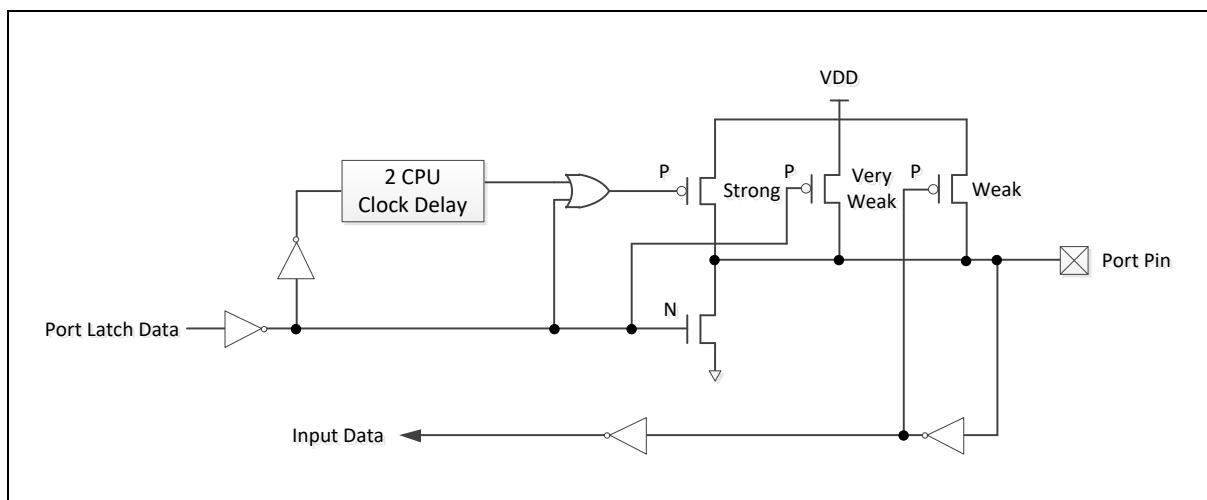 VDD
2 CPU
Clock Delay
P
Strong
P
Very
Weak
P
Weak
Port Pin
N
Port Latch Data
Input Data